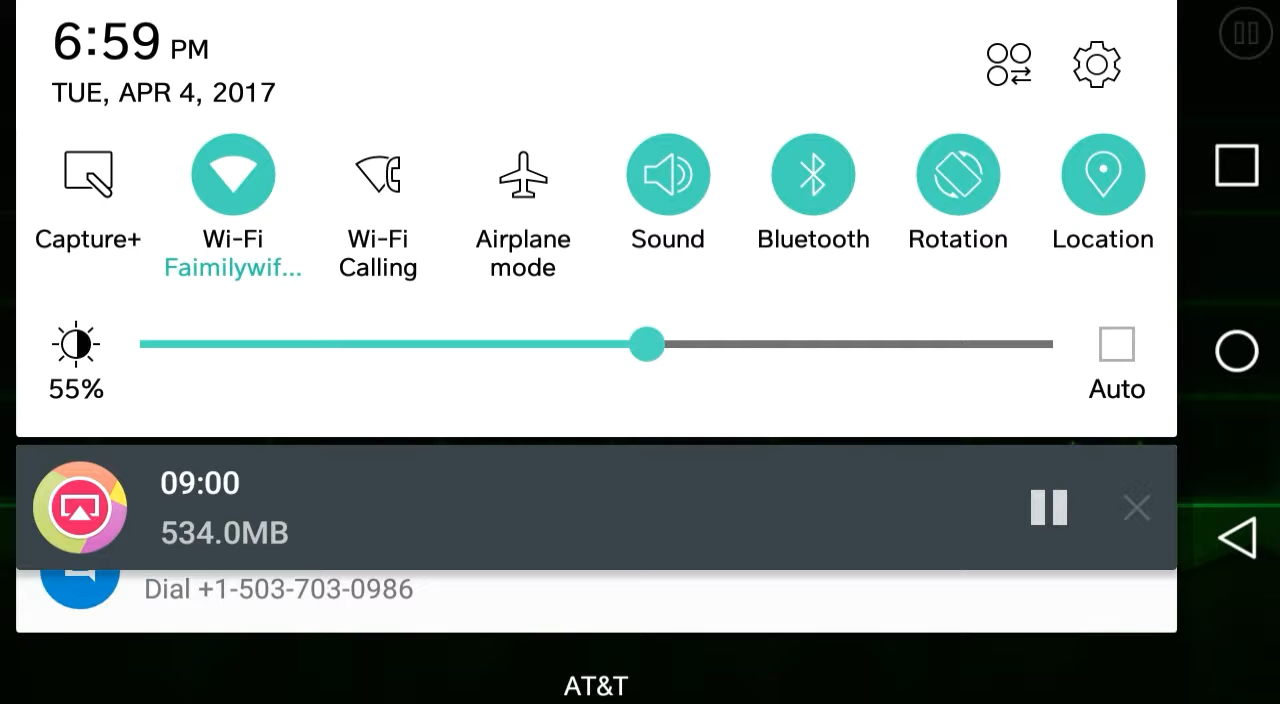 6:59 PM
TUE, APR 4, 2017
Capture+
Wi-Fi
Faimilywif...
Wi-Fi
Calling
Airplane
mode
Sound
Bluetooth
Rotation
Location
55%
Auto
09:00
534.0MB
Dial +1-503-703-0986
AT&T